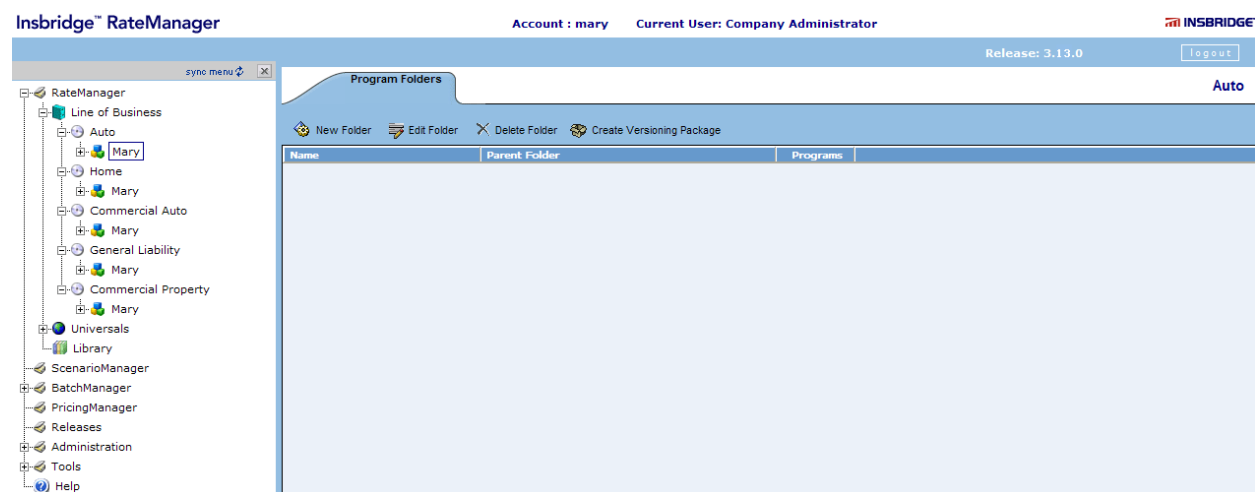 Insbridge™ RateManager
Account : mary Current User: Company Administrator
INSBRIDGE
Release: 3.13.0 logout
sync menu
Program Folders
Auto
New Folder Edit Folder Delete Folder Create Versioning Package
Name Parent Folder Programs
RateManager
Line of Business
Auto
Mary
Home
Mary
Commercial Auto
Mary
General Liability
Mary
Commercial Property
Mary
Universals
Library
ScenarioManager
BatchManager
PricingManager
Releases
Administration
Tools
Help